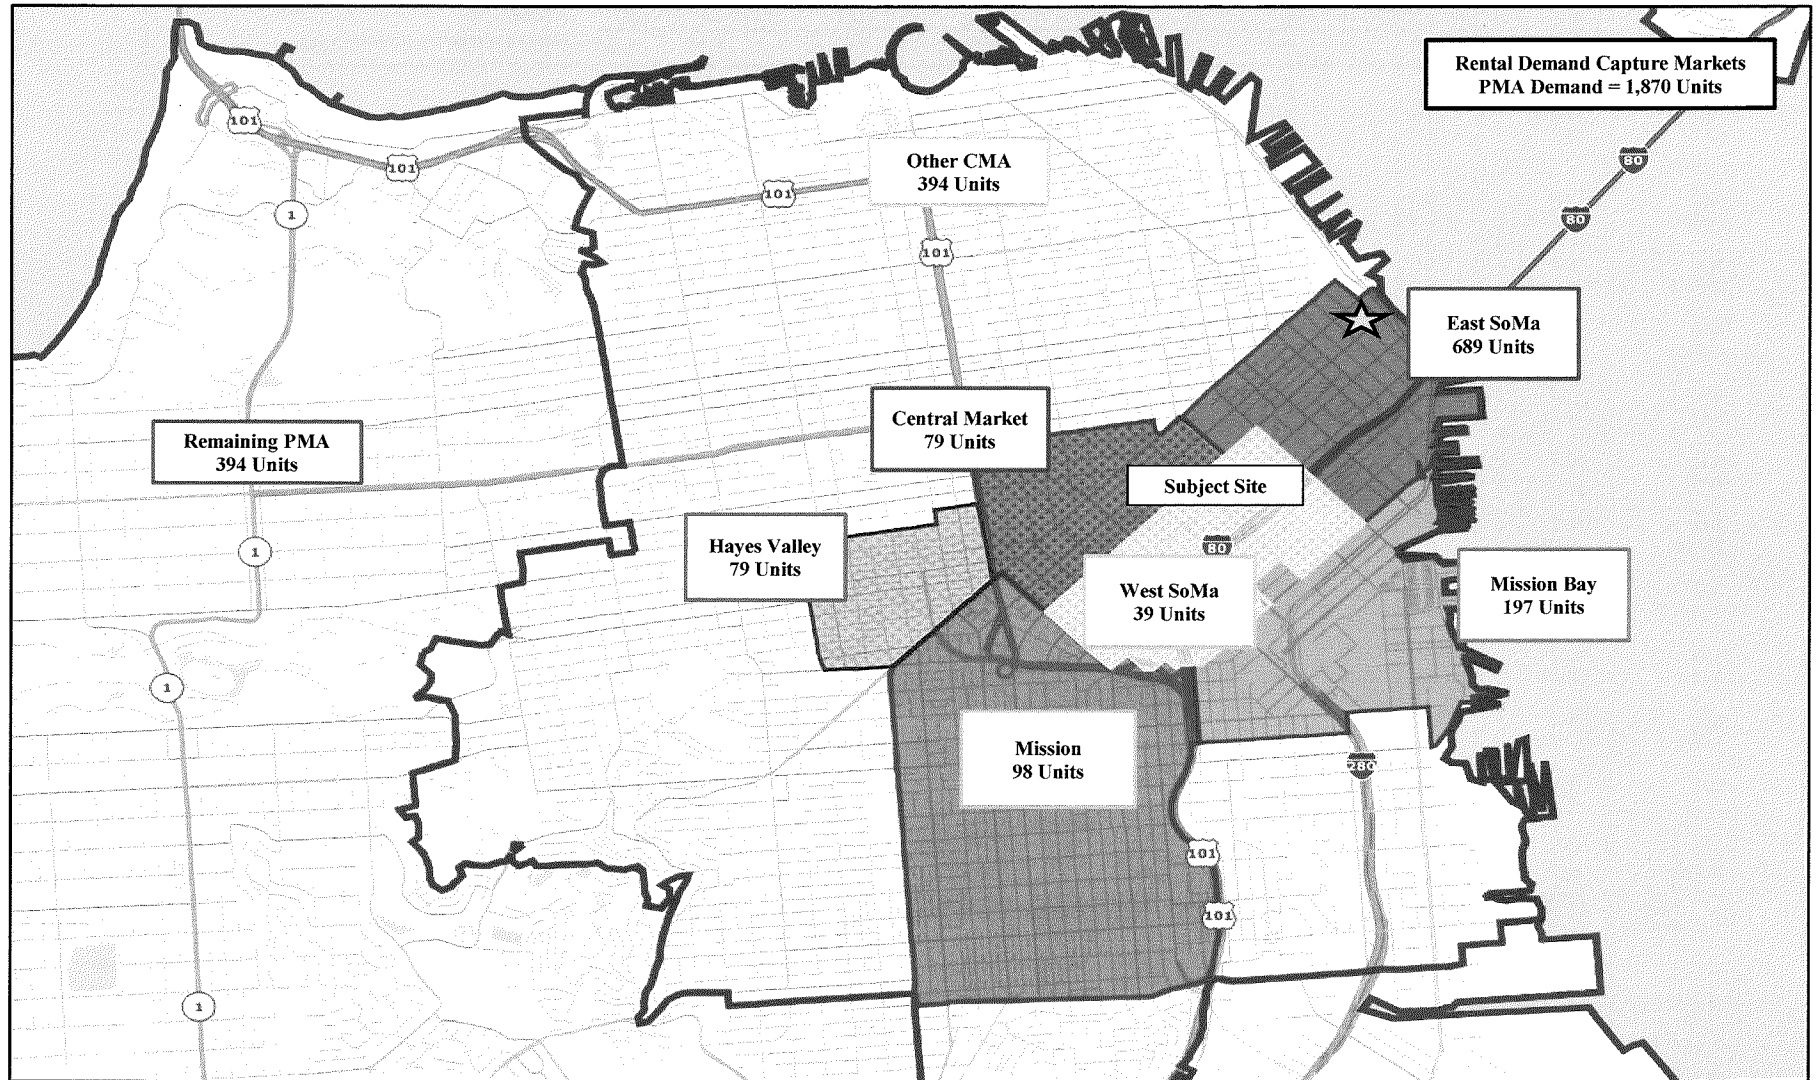 Rental Demand Capture Markets
PMA Demand = 1,870 Units
101
80
Other CMA
394 Units
101
101
1
80
101
East SoMa
689 Units
Central Market
79 Units
Remaining PMA
394 Units
Subject Site
Hayes Valley
79 Units
80
1
West SoMa
39 Units
Mission Bay
197 Units
1
Mission
98 Units
280
101
101
1